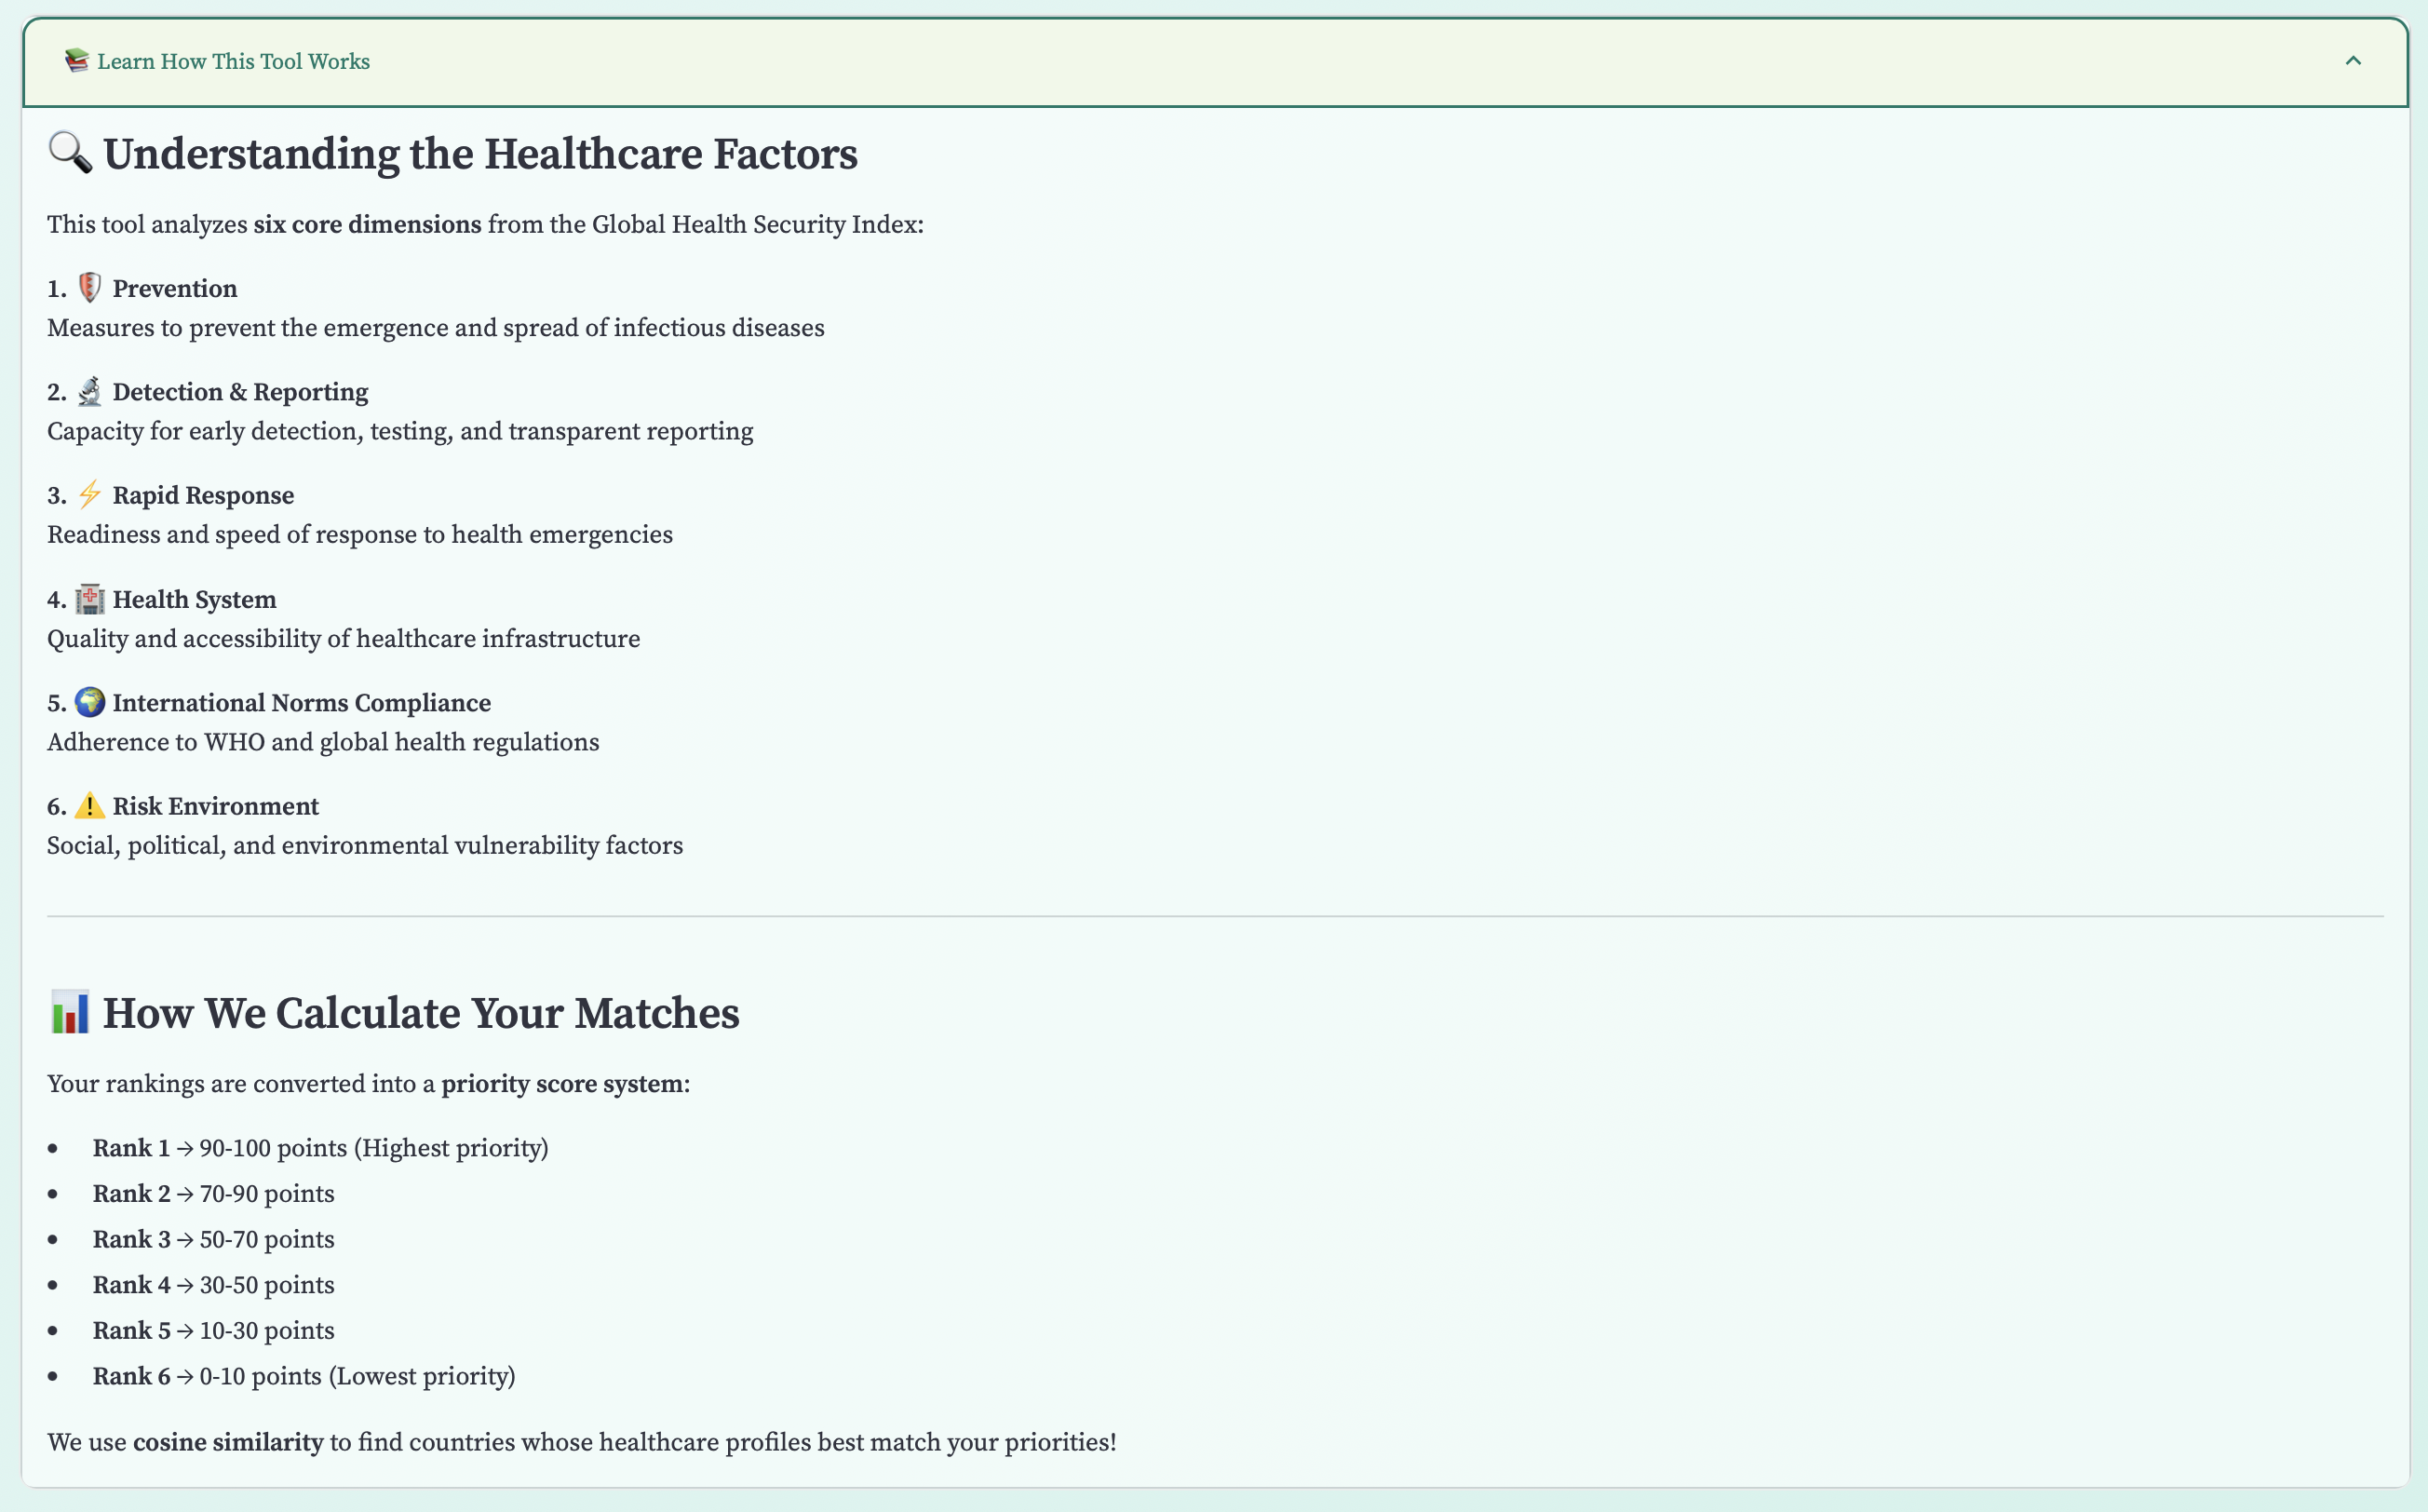 📚 Learn How This Tool Works
🔍 Understanding the Healthcare Factors
This tool analyzes six core dimensions from the Global Health Security Index:
1. 🛡️ Prevention
Measures to prevent the emergence and spread of infectious diseases
2. 🔬 Detection & Reporting
Capacity for early detection, testing, and transparent reporting
3. ⚡ Rapid Response
Readiness and speed of response to health emergencies
4. 🏥 Health System
Quality and accessibility of healthcare infrastructure
5. 🌍 International Norms Compliance
Adherence to WHO and global health regulations
6. ⚠️ Risk Environment
Social, political, and environmental vulnerability factors
📊 How We Calculate Your Matches
Your rankings are converted into a priority score system:
• Rank 1 → 90-100 points (Highest priority)
• Rank 2 → 70-90 points
• Rank 3 → 50-70 points
• Rank 4 → 30-50 points
• Rank 5 → 10-30 points
• Rank 6 → 0-10 points (Lowest priority)
We use cosine similarity to find countries whose healthcare profiles best match your priorities!